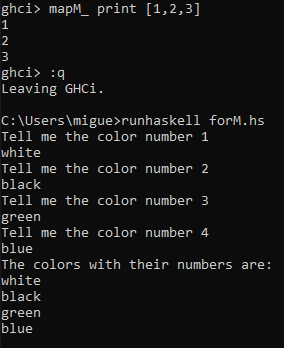 ghci> mapM_ print [1,2,3]
1
2
3
ghci> :q
Leaving GHCi.
C:\Users\migue>runhaskell forM.hs
Tell me the color number 1
white
Tell me the color number 2
black
Tell me the color number 3
green
Tell me the color number 4
blue
The colors with their numbers are:
white
black
green
blue